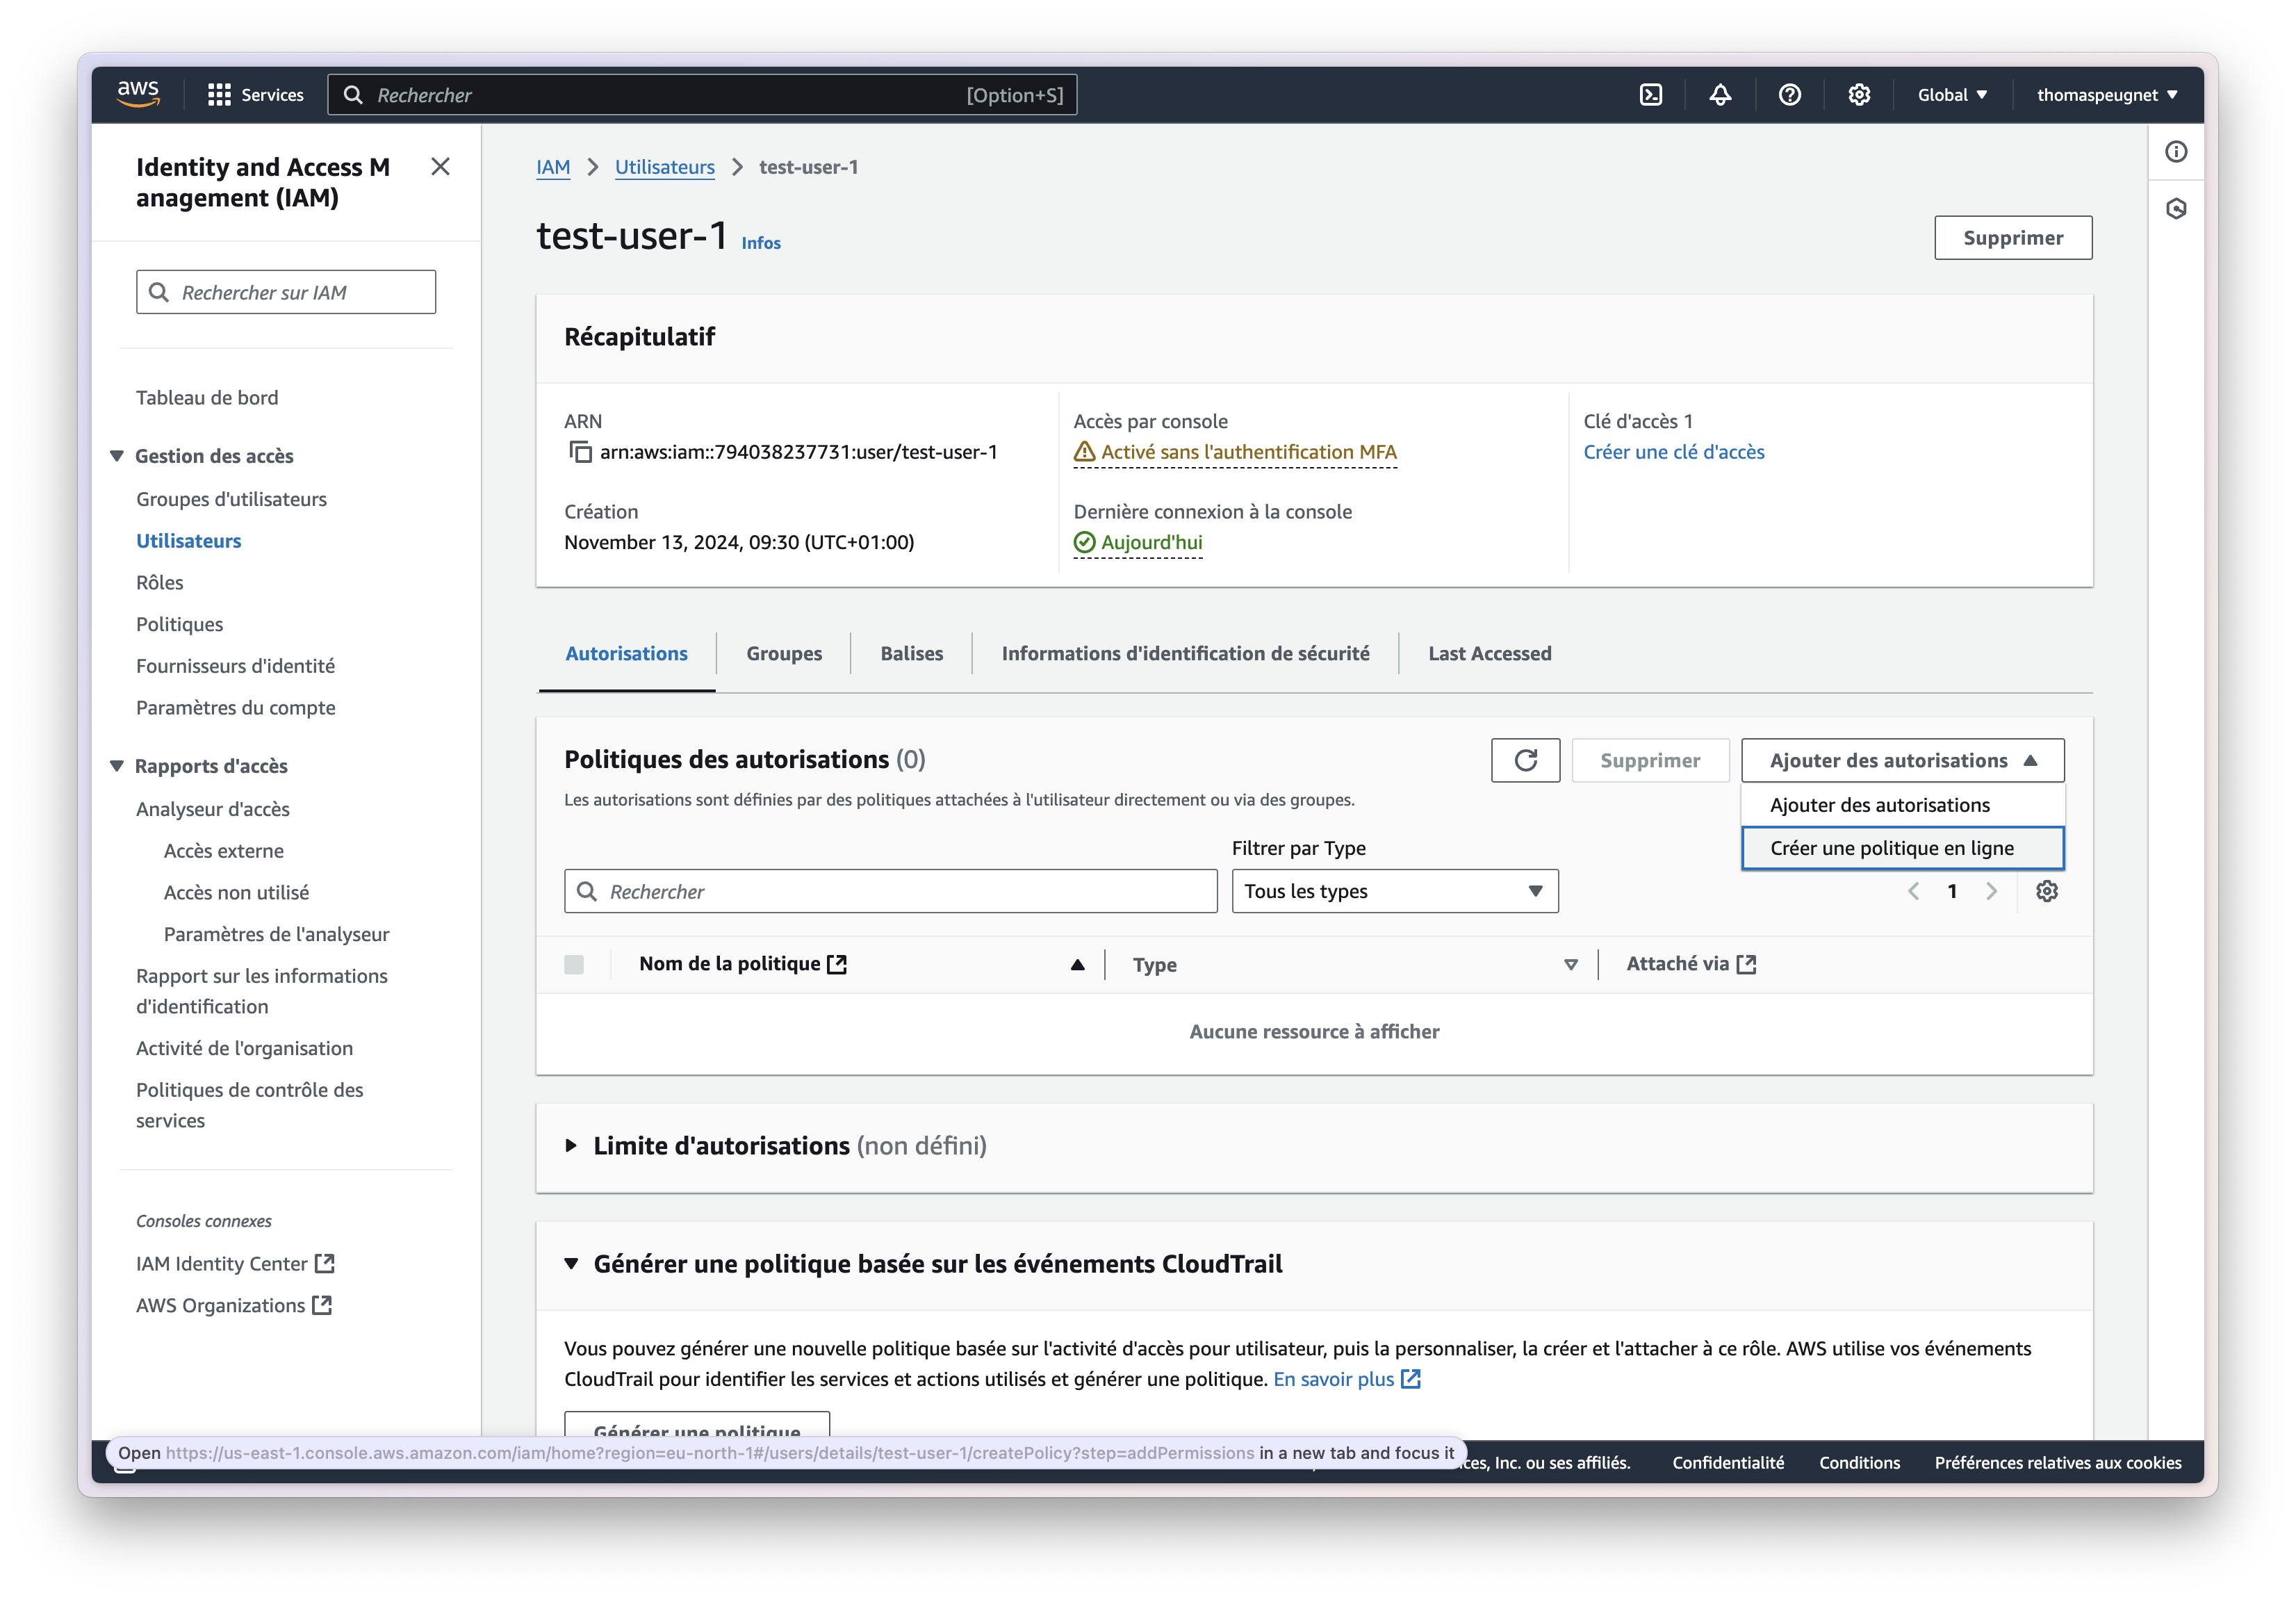 aws
Services
Rechercher
[Option+S]
Global
thomaspeugnet
Identity and Access M
anagement (IAM)
Rechercher sur IAM
Tableau de bord
Gestion des accès
Groupes d'utilisateurs
Utilisateurs
Rôles
Politiques
Fournisseurs d'identité
Paramètres du compte
Rapports d'accès
Analyseur d'accès
Accès externe
Accès non utilisé
Paramètres de l'analyseur
Rapport sur les informations
d'identification
Activité de l'organisation
Politiques de contrôle des
services
Consoles connexes
IAM Identity Center
AWS Organizations
IAM > Utilisateurs > test-user-1
test-user-1 Infos
Supprimer
Récapitulatif
ARN
arn:aws:iam::794038237731:user/test-user-1
Création
November 13, 2024, 09:30 (UTC+01:00)
Accès par console
Activé sans l'authentification MFA
Dernière connexion à la console
Aujourd'hui
Clé d'accès 1
Créer une clé d'accès
Autorisations
Groupes
Balises
Informations d'identification de sécurité
Last Accessed
Politiques des autorisations (0)
Les autorisations sont définies par des politiques attachées à l'utilisateur directement ou via des groupes.
Supprimer
Ajouter des autorisations
Ajouter des autorisations
Créer une politique en ligne
Filtrer par Type
Rechercher
Tous les types
1
Nom de la politique
Type
Attaché via
Aucune ressource à afficher
Limite d'autorisations (non défini)
Générer une politique basée sur les événements CloudTrail
Vous pouvez générer une nouvelle politique basée sur l'activité d'accès pour utilisateur, puis la personnaliser, la créer et l'attacher à ce rôle. AWS utilise vos événements
CloudTrail pour identifier les services et actions utilisés et générer une politique. En savoir plus
Générer une politique
Open https://us-east-1.console.aws.amazon.com/iam/home?region=eu-north-1#/users/details/test-user-1/createPolicy?step=addPermissions in a new tab and focus it
Inc. ou ses affiliés.
Confidentialité
Conditions
Préférences relatives aux cookies